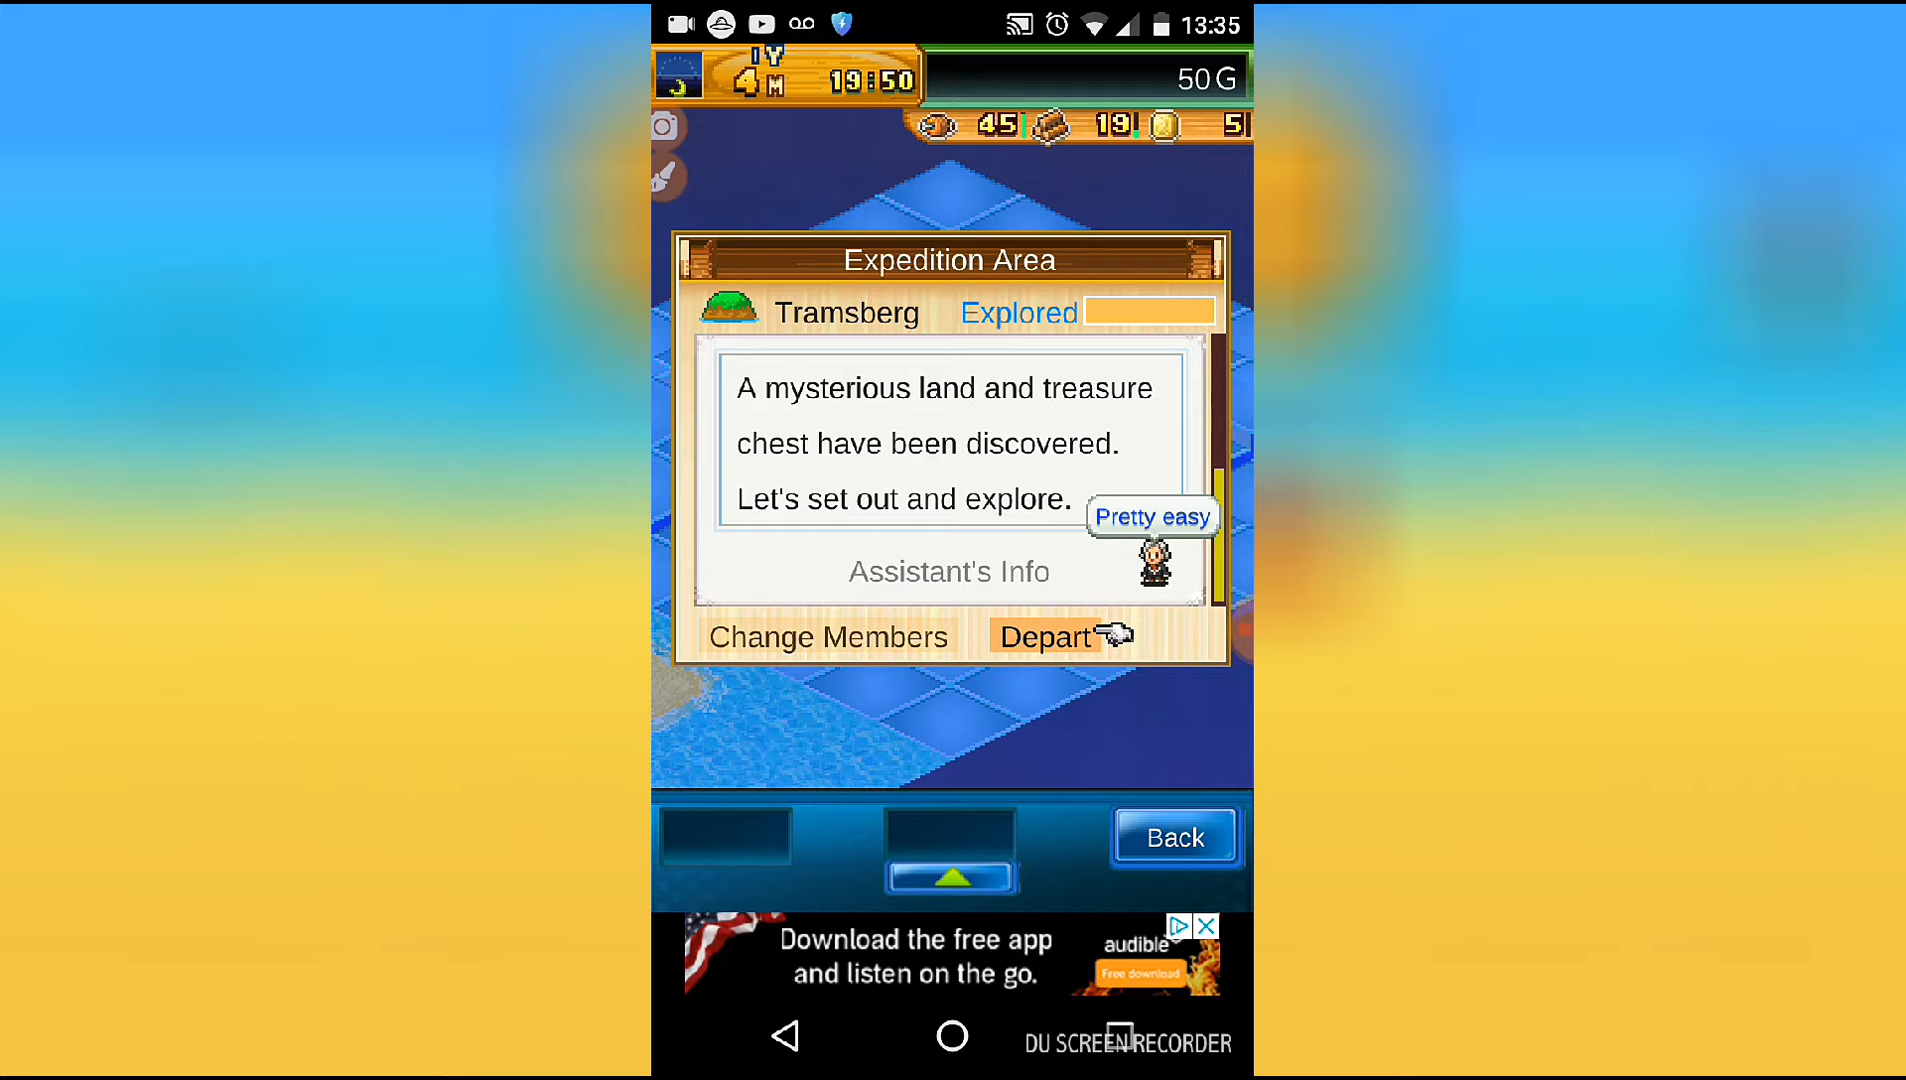 13:35
1Y
4M 19:50
50 G
45 19 5
Expedition Area
Tramsberg Explored
A mysterious land and treasure
chest have been discovered.
Let's set out and explore.
Pretty easy
Assistant's Info
Change Members Depart
Back
Download the free app
and listen on the go.
audible
Free download
DU SCREEN RECORDER